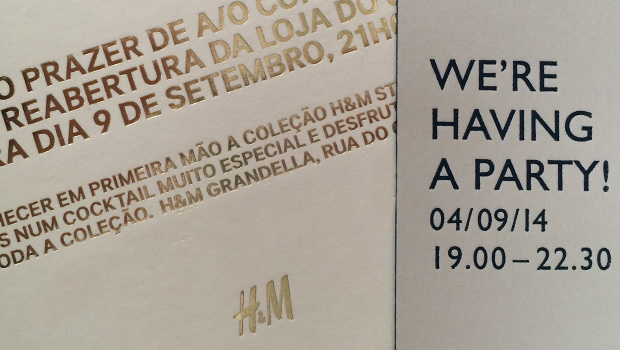 O PRAZER DE A/O CO
REABERTURA DA LOJA DO
RA DIA 9 DE SETEMBRO, 21H
HECER EM PRIMEIRA MÃO A COLEÇÃO H&M ST
S NUM COCKTAIL MUITO ESPECIAL E DESFRUT
ODA A COLEÇÃO. H&M GRANDELLA, RUA DO
H&M
WE'RE
HAVING
A PARTY!
04/09/14
19.00 – 22.30